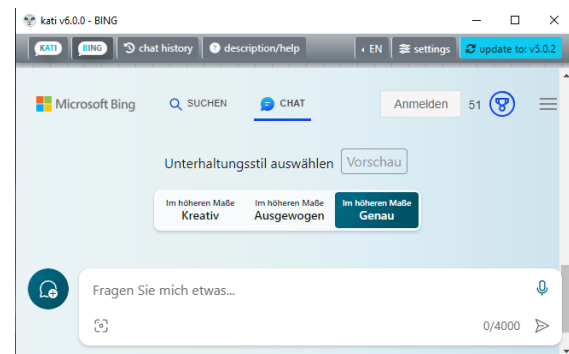 kati v6.0.0 - BING
KATI BING chat history description/help EN settings update to: v5.0.2
Microsoft Bing SUCHEN CHAT Anmelden 51
Unterhaltungsstil auswählen Vorschau
Im höheren Maße Im höheren Maße Im höheren Maße
Kreativ Ausgewogen Genau
Fragen Sie mich etwas...
0/4000